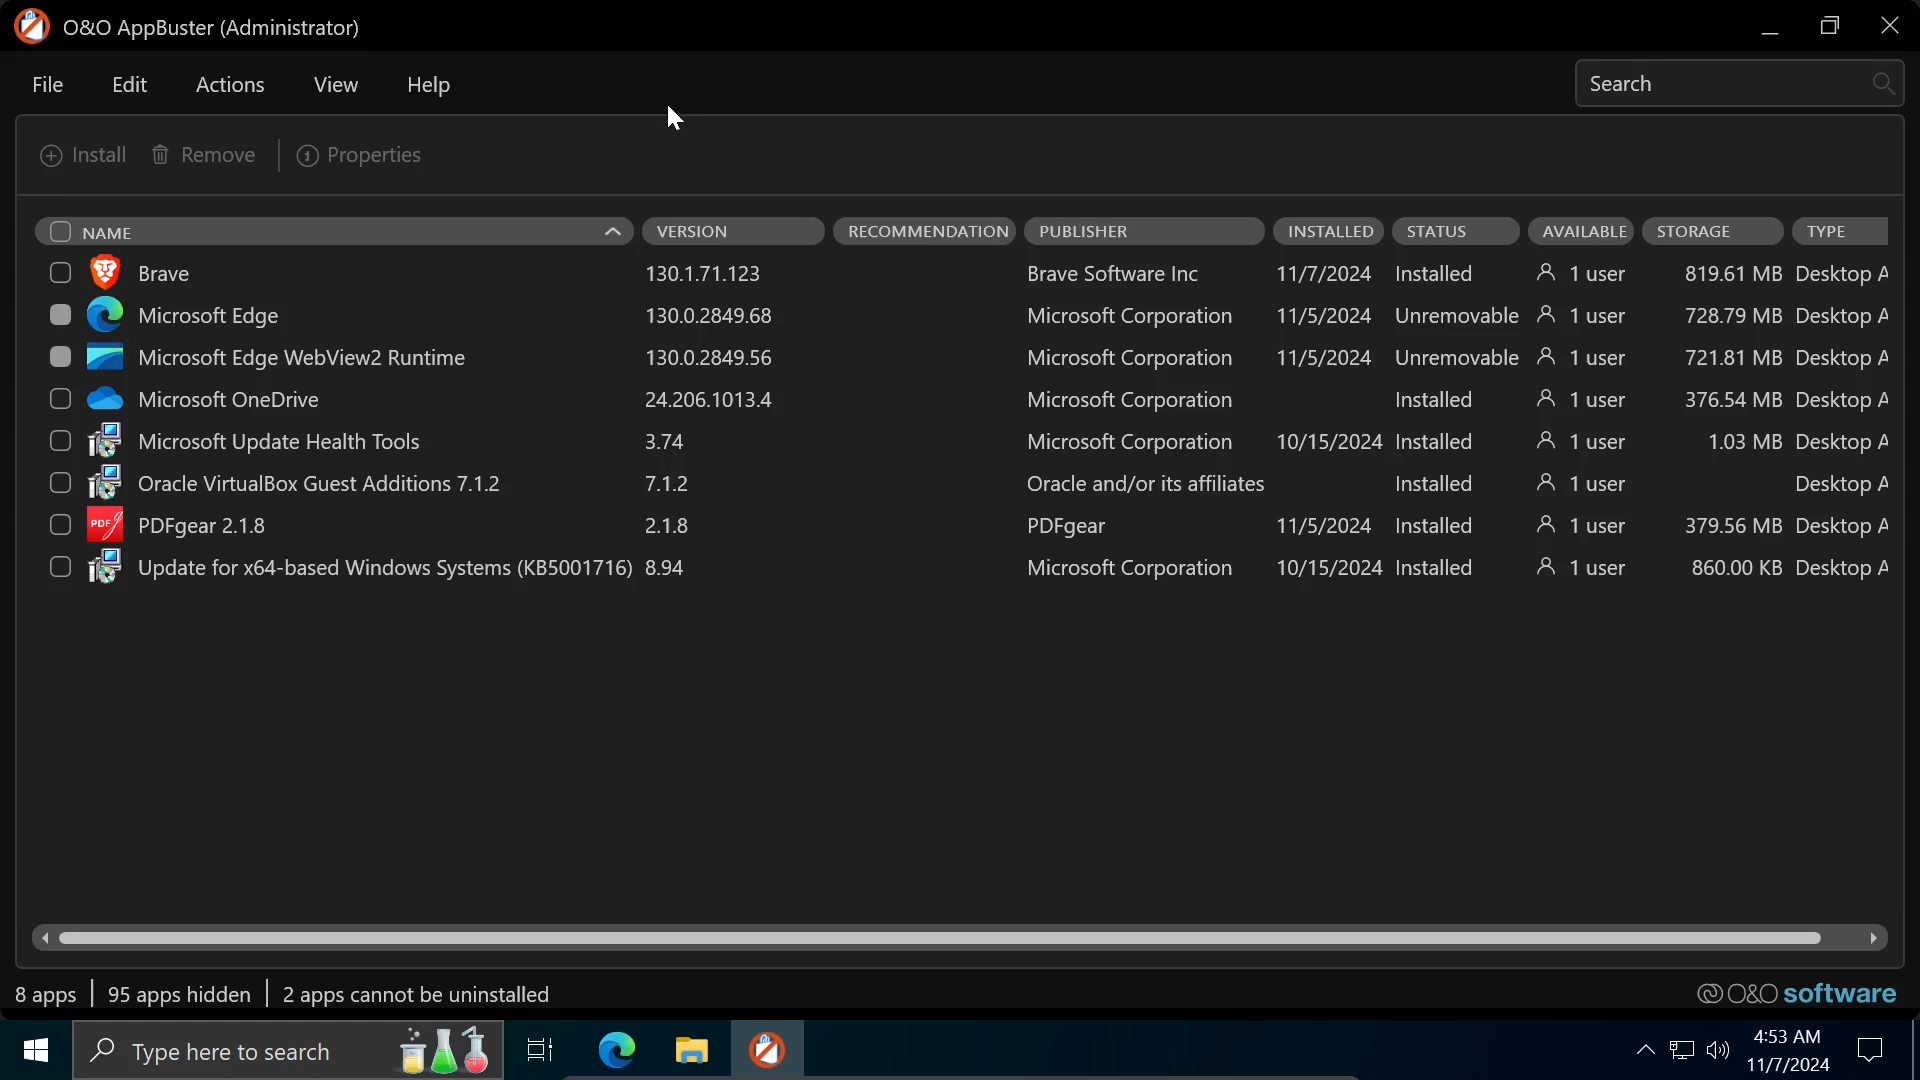 O&O AppBuster (Administrator)
File Edit Actions View Help Search
Install Remove Properties
NAME VERSION RECOMMENDATION PUBLISHER INSTALLED STATUS AVAILABLE STORAGE TYPE
Brave 130.1.71.123 Brave Software Inc 11/7/2024 Installed 1 user 819.61 MB Desktop A
Microsoft Edge 130.0.2849.68 Microsoft Corporation 11/5/2024 Unremovable 1 user 728.79 MB Desktop A
Microsoft Edge WebView2 Runtime 130.0.2849.56 Microsoft Corporation 11/5/2024 Unremovable 1 user 721.81 MB Desktop A
Microsoft OneDrive 24.206.1013.4 Microsoft Corporation Installed 1 user 376.54 MB Desktop A
Microsoft Update Health Tools 3.74 Microsoft Corporation 10/15/2024 Installed 1 user 1.03 MB Desktop A
Oracle VirtualBox Guest Additions 7.1.2 7.1.2 Oracle and/or its affiliates Installed 1 user Desktop A
PDF PDFgear 2.1.8 2.1.8 PDFgear 11/5/2024 Installed 1 user 379.56 MB Desktop A
Update for x64-based Windows Systems (KB5001716) 8.94 Microsoft Corporation 10/15/2024 Installed 1 user 860.00 KB Desktop A
8 apps 95 apps hidden 2 apps cannot be uninstalled O&O software
Type here to search 4:53 AM
11/7/2024